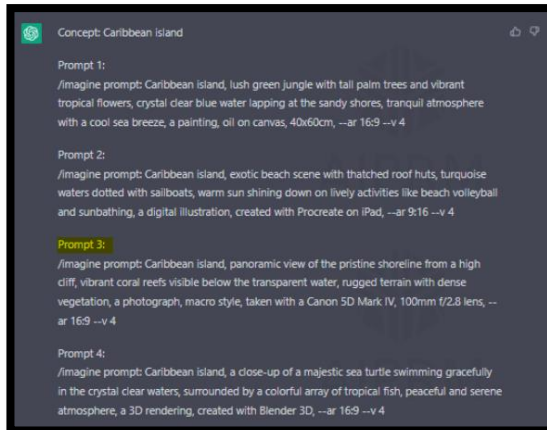 Concept: Caribbean island
Prompt 1:
/imagine prompt: Caribbean island, lush green jungle with tall palm trees and vibrant
tropical flowers, crystal clear blue water lapping at the sandy shores, tranquil atmosphere
with a cool sea breeze, a painting, oil on canvas, 40x60cm, --ar 16:9 --v 4
Prompt 2:
/imagine prompt: Caribbean island, exotic beach scene with thatched roof huts, turquoise
waters dotted with sailboats, warm sun shining down on lively activities like beach volleyball
and sunbathing, a digital illustration, created with Procreate on iPad, --ar 9:16 --v 4
Prompt 3:
/imagine prompt: Caribbean island, panoramic view of the pristine shoreline from a high
cliff, vibrant coral reefs visible below the transparent water, rugged terrain with dense
vegetation, a photograph, macro style, taken with a Canon 5D Mark IV, 100mm f/2.8 lens, --
ar 16:9 --v 4
Prompt 4:
/imagine prompt: Caribbean island, a close-up of a majestic sea turtle swimming gracefully
in the crystal clear waters, surrounded by a colorful array of tropical fish, peaceful and serene
atmosphere, a 3D rendering, created with Blender 3D, --ar 16:9 --v 4